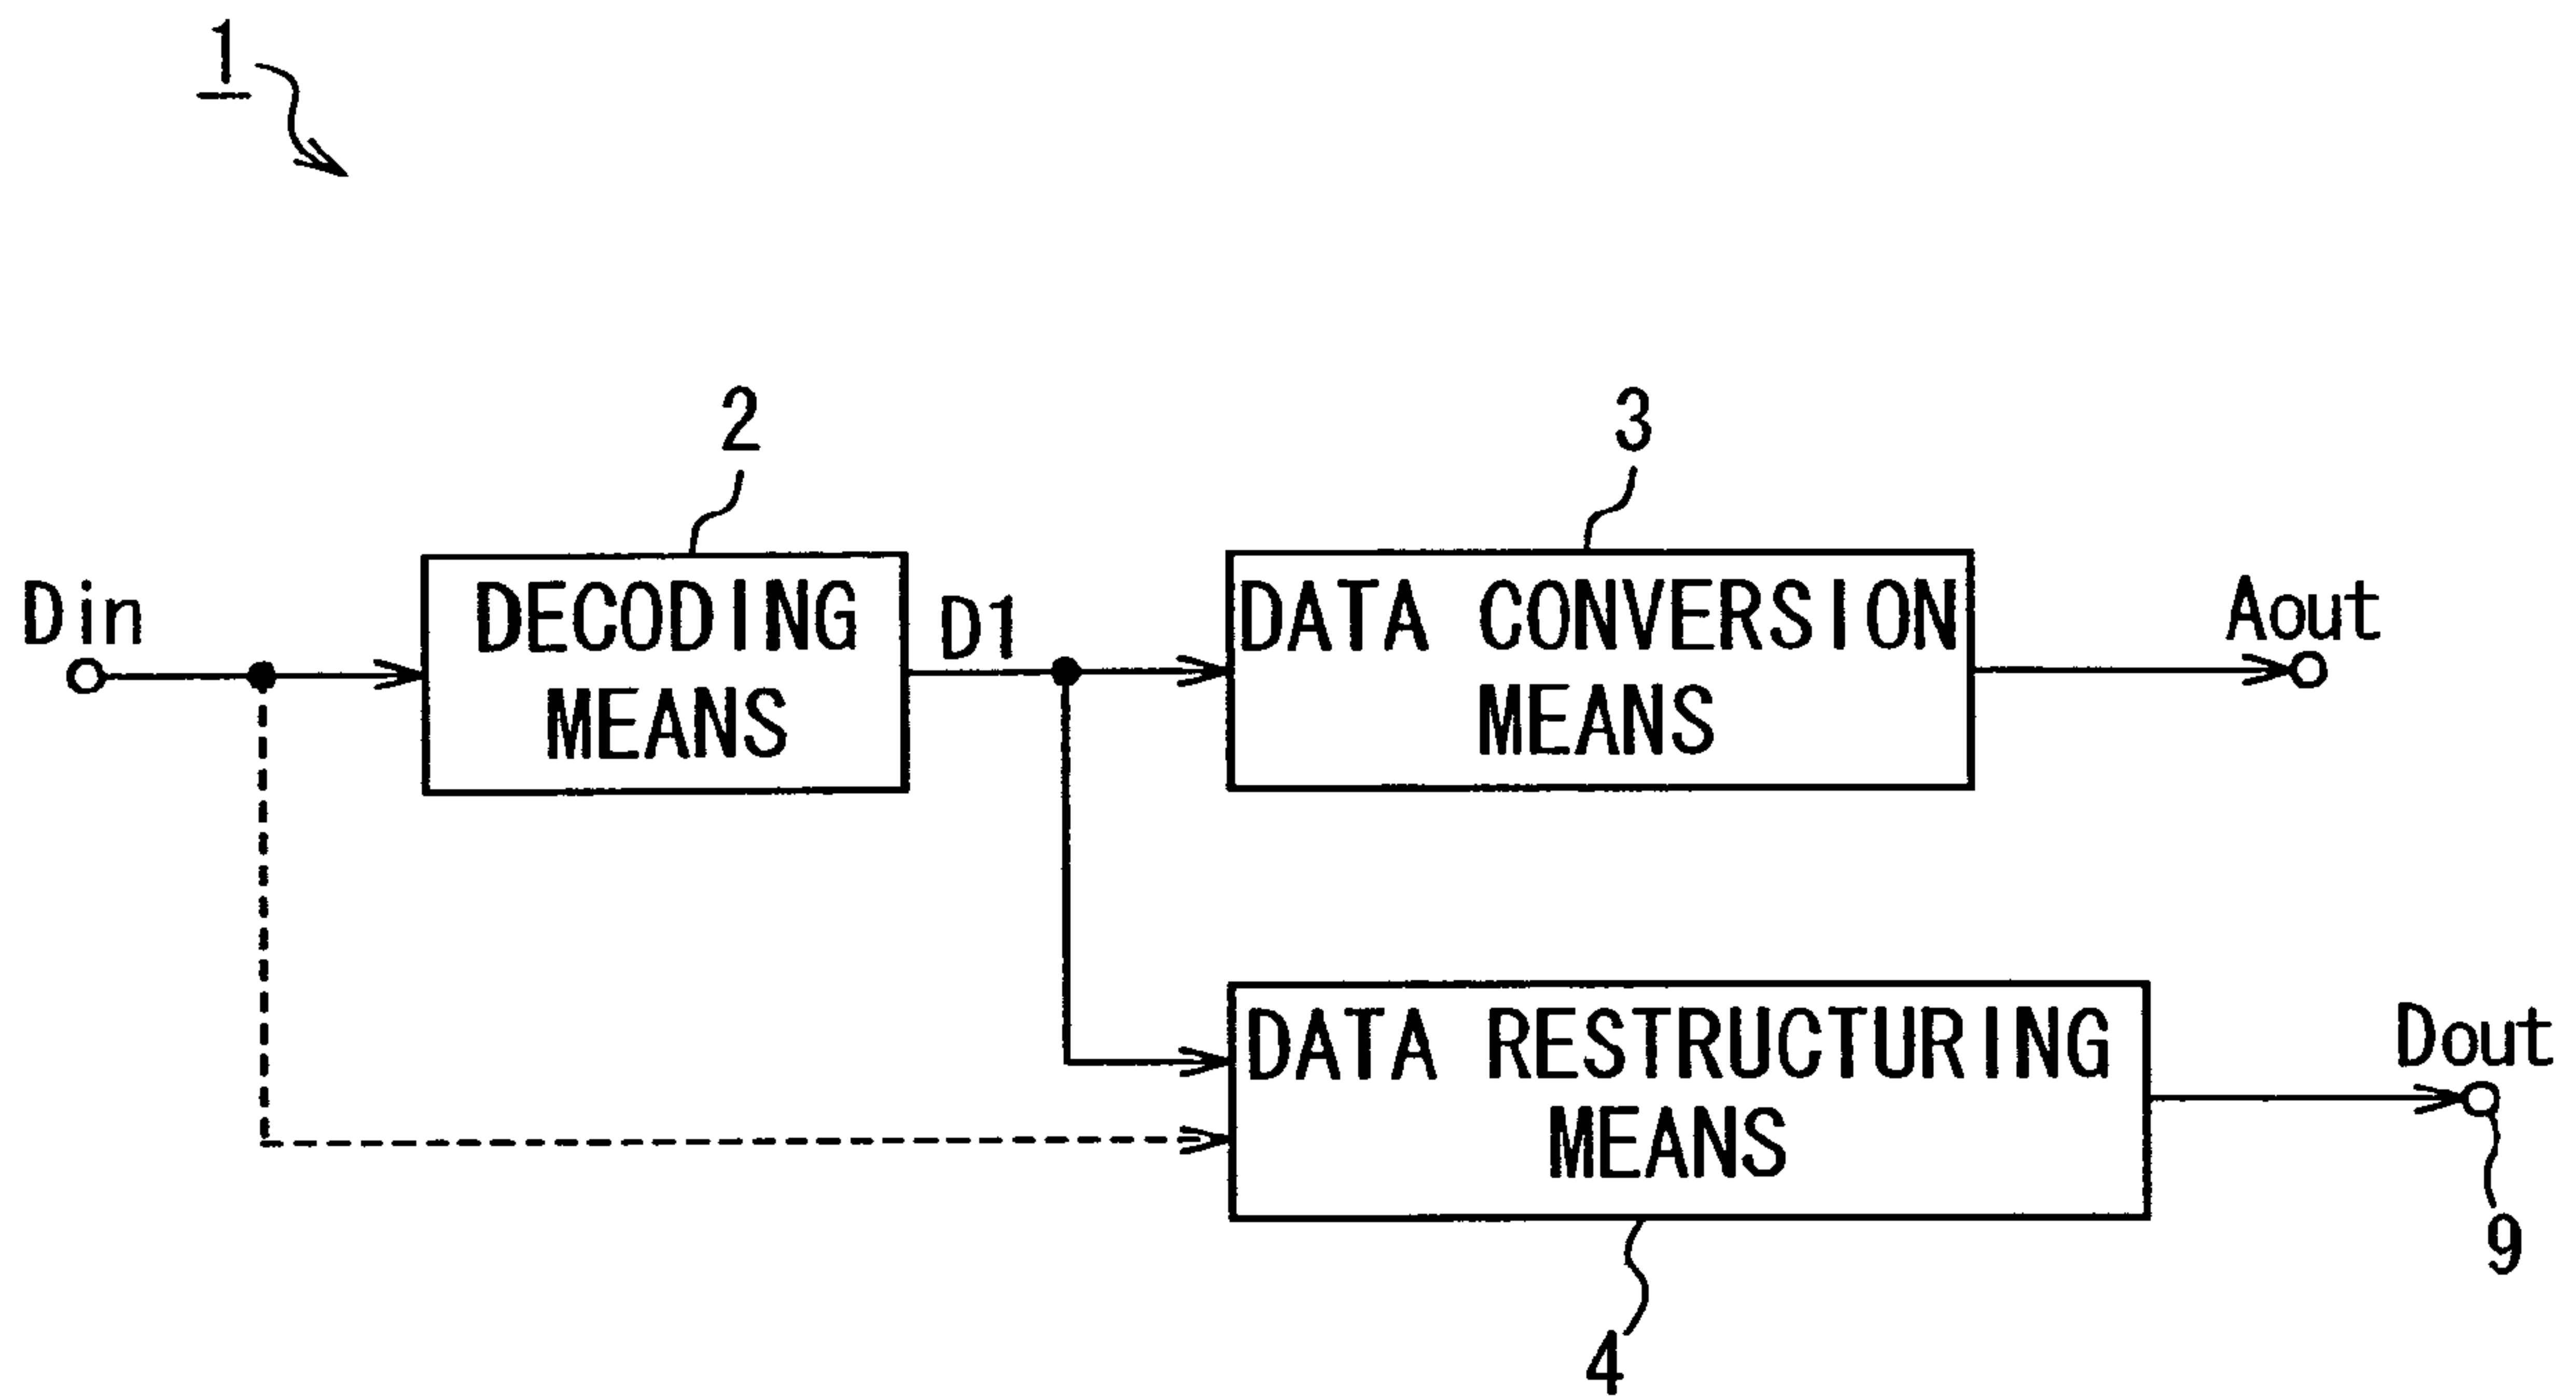 1
2
3
Din
DECODING
MEANS
D1
DATA CONVERSION
MEANS
Aout
DATA RESTRUCTURING
MEANS
Dout
9
4